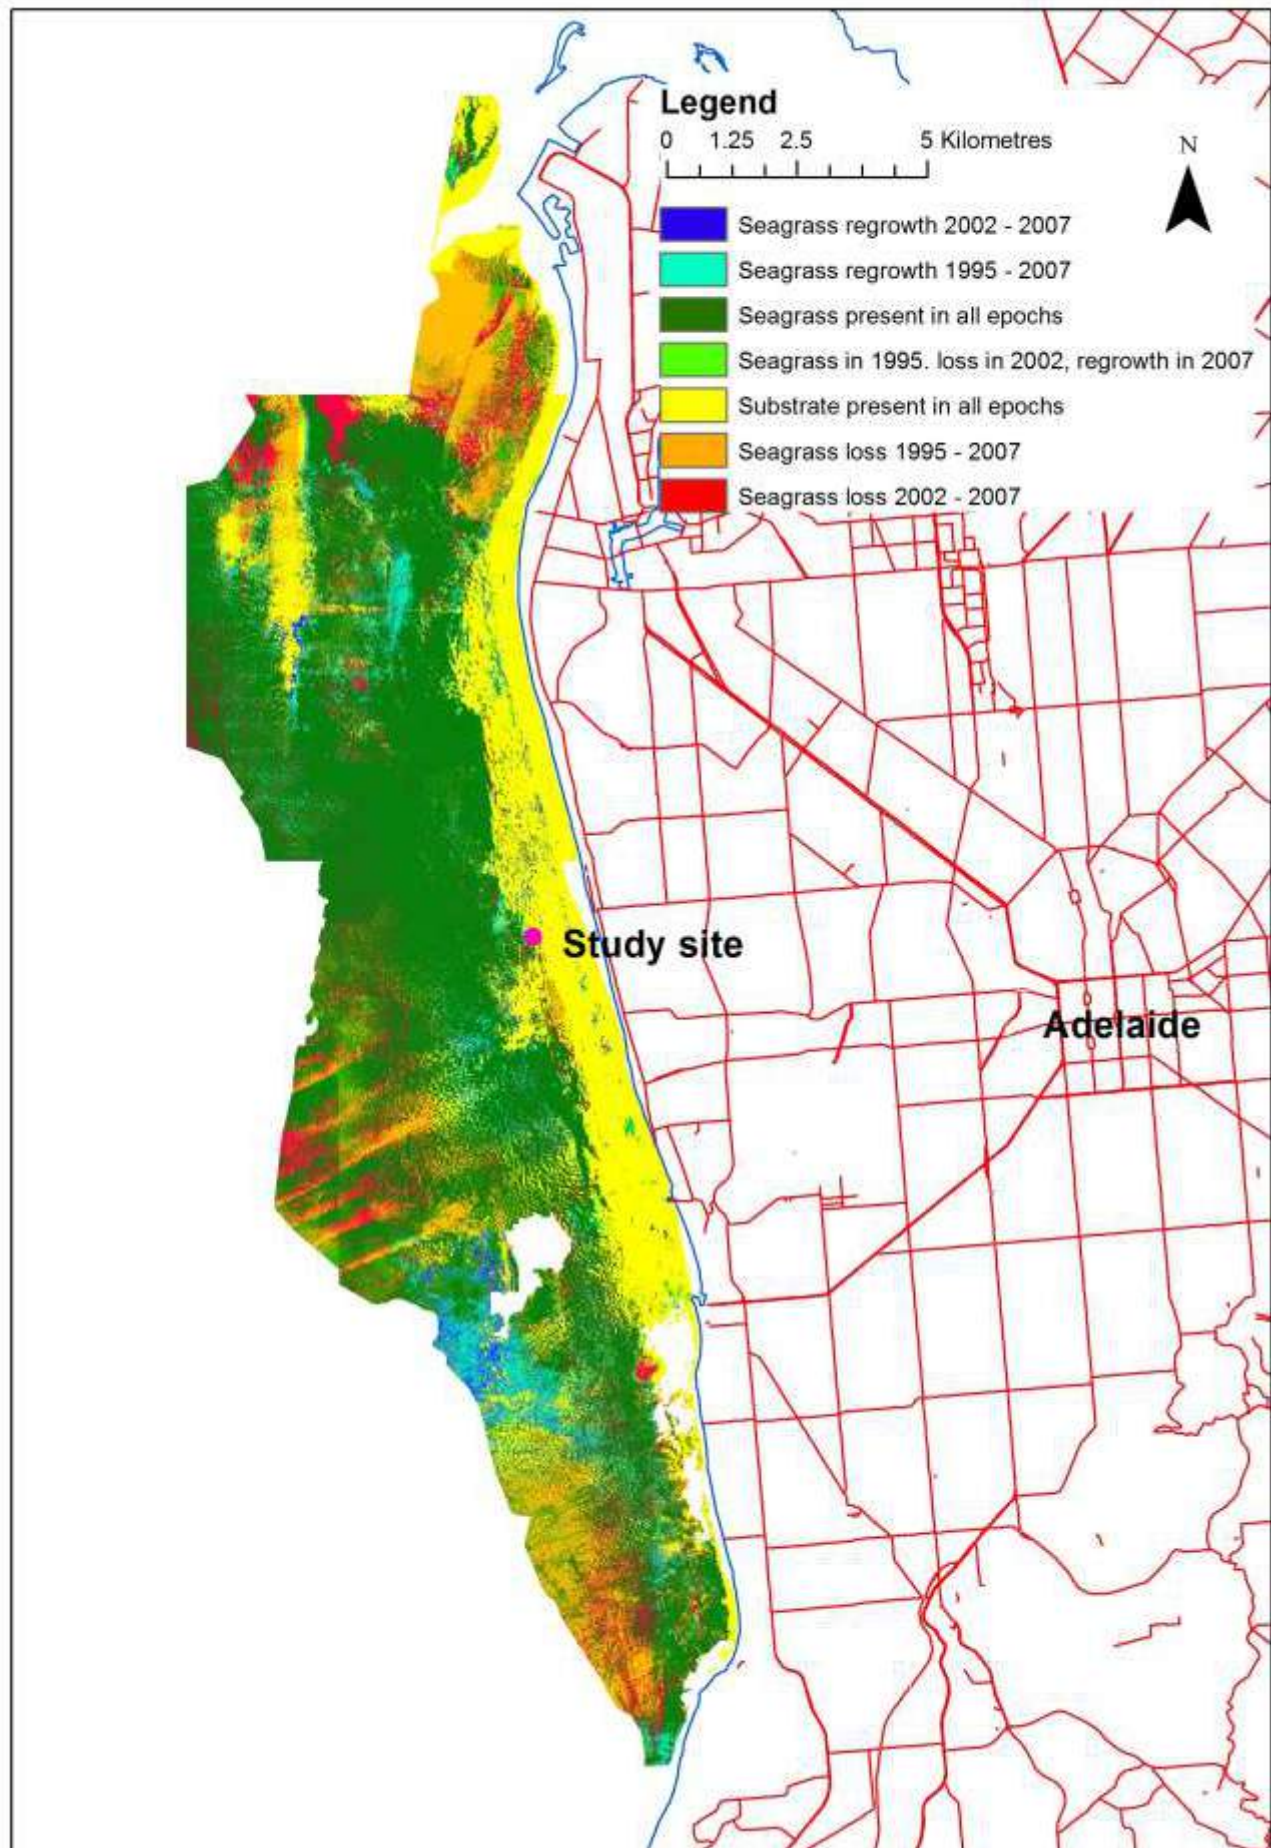 Legend
0 1.25 2.5 5 Kilometres
N
Seagrass regrowth 2002 - 2007
Seagrass regrowth 1995 - 2007
Seagrass present in all epochs
Seagrass in 1995. loss in 2002, regrowth in 2007
Substrate present in all epochs
Seagrass loss 1995 - 2007
Seagrass loss 2002 - 2007
Study site
Adelaide